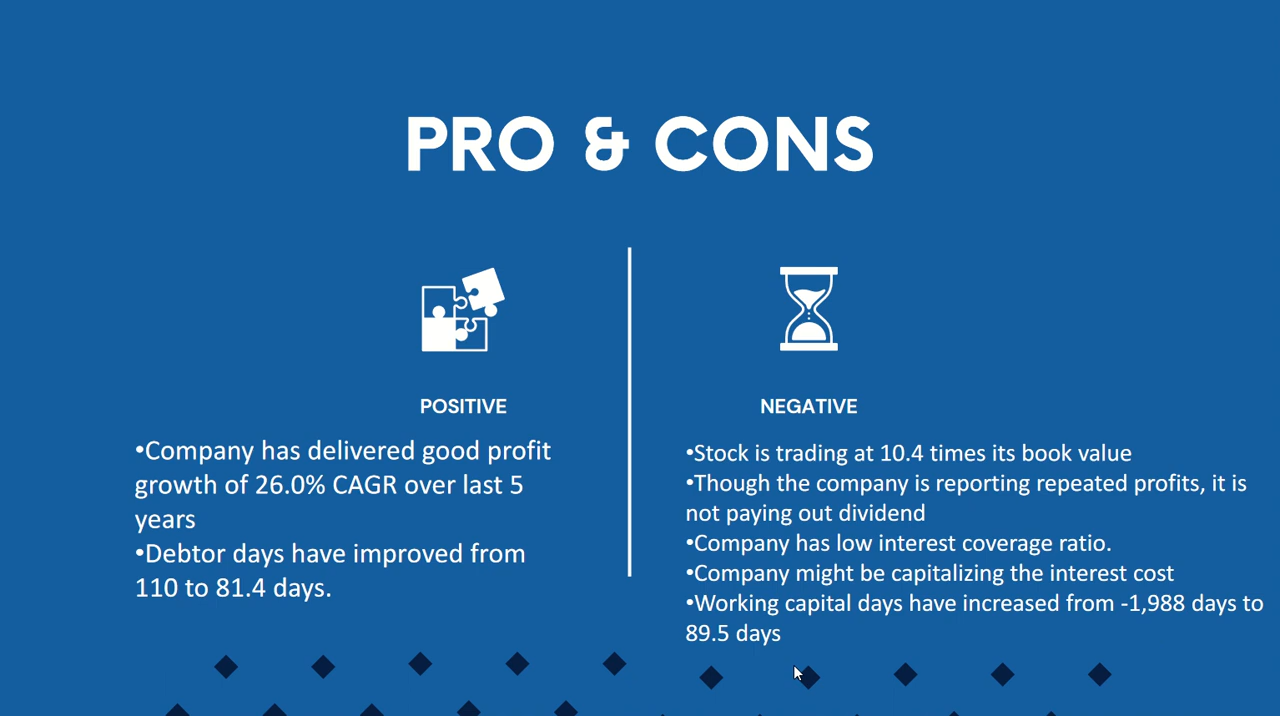 PRO & CONS
POSITIVE
•Company has delivered good profit
growth of 26.0% CAGR over last 5
years
•Debtor days have improved from
110 to 81.4 days.
NEGATIVE
•Stock is trading at 10.4 times its book value
•Though the company is reporting repeated profits, it is
not paying out dividend
•Company has low interest coverage ratio.
•Company might be capitalizing the interest cost
•Working capital days have increased from -1,988 days to
89.5 days